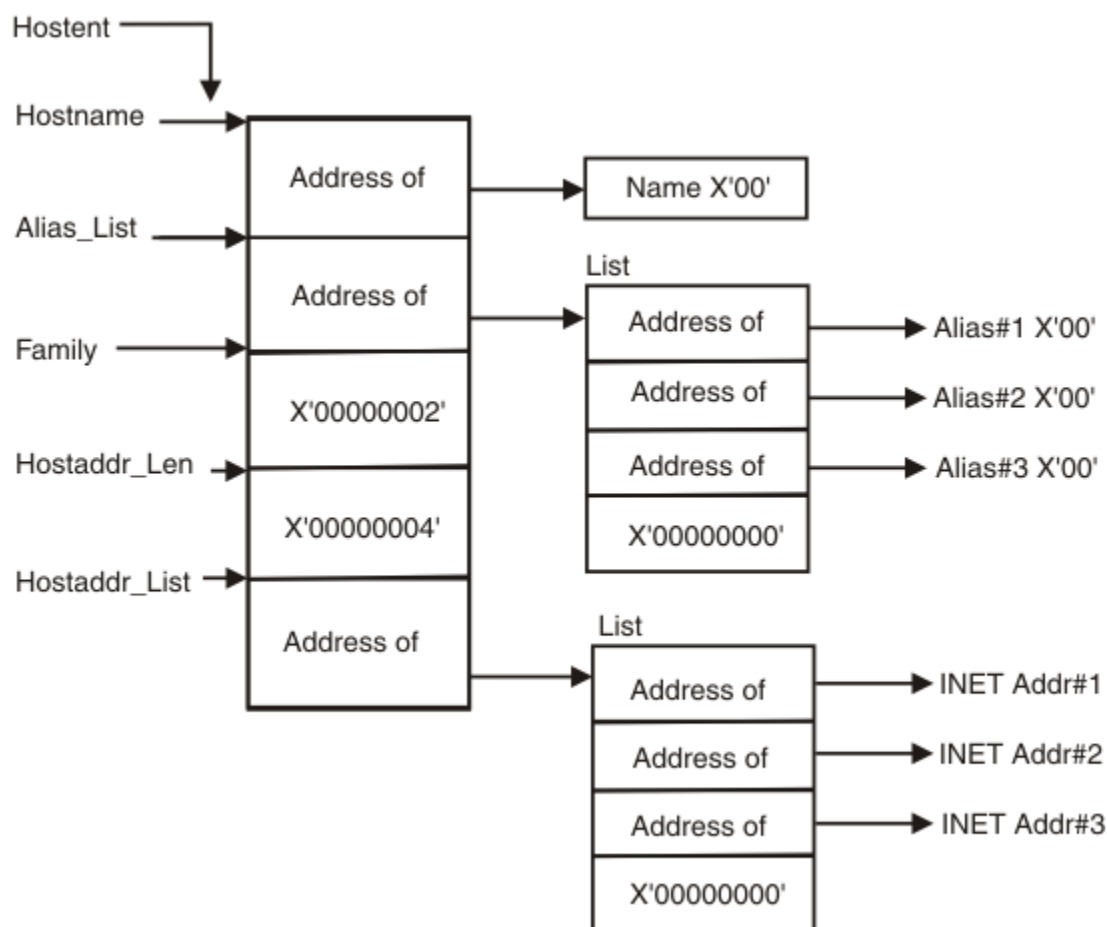 Hostent
Hostname
Address of
Name X'00'
Alias_List
List
Address of
Address of
Alias#1 X'00'
Family
Address of
Alias#2 X'00'
X'00000002'
Hostaddr_Len
Address of
Alias#3 X'00'
X'00000004'
X'00000000'
Hostaddr_List
List
Address of
Address of
INET Addr#1
Address of
INET Addr#2
Address of
INET Addr#3
X'00000000'